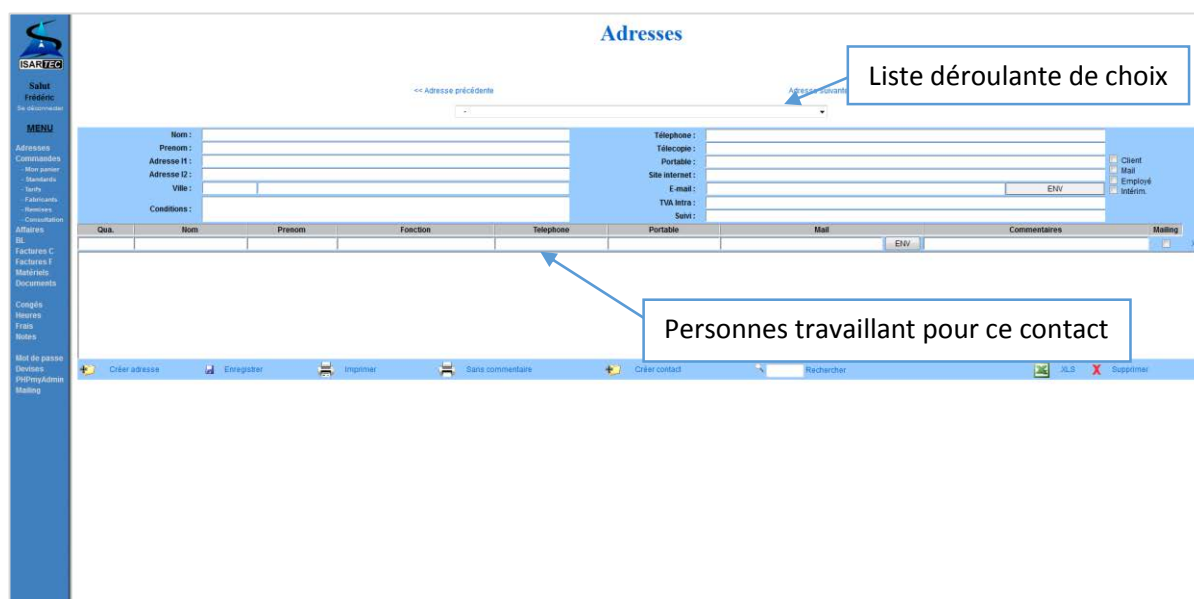 Adresses
ISARTEC
Liste déroulante de choix
Salut
Frédéric
Se déconnecter
<< Adresse précédente
Adresse suivante
-
MENU
Adresses
Commandes
- Mon panier
- Standards
- Tarifs
- Fabricants
- Remises
- Consultation
Affaires
BL
Factures C
Factures F
Matériels
Documents
Congés
Heures
Frais
Notes
Mot de passe
Devises
PHPmyAdmin
Mailing
Nom :
Prenom :
Adresse l1 :
Adresse l2 :
Ville :
Conditions :
Télephone :
Télecopie :
Portable :
Site internet :
E-mail :
ENV
TVA Intra :
Suivi :
Client
Mail
Employé
Intérim.
Qua. Nom Prenom Fonction Telephone Portable Mail Commentaires Mailing
ENV
Personnes travaillant pour ce contact
Créer adresse Enregistrer Imprimer Sans commentaire Créer contact Rechercher .XLS X Supprimer